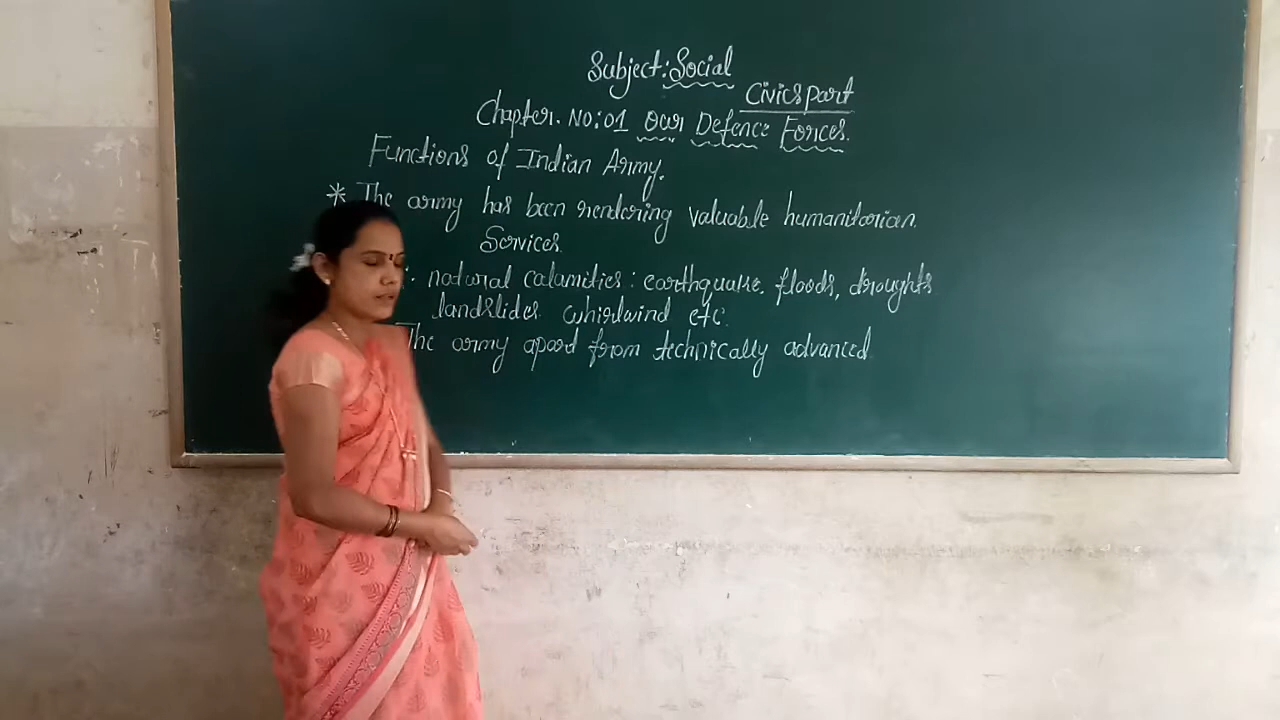 Subject: Social
Civics part
Chapter. No:01 Our Defence Forces.
Functions of Indian Army.
* The army has been rendering valuable humanitarian
Services.
natural calamities: earthquake. floods, droughts
landslides whirlwind etc.
The army apart from technically advanced